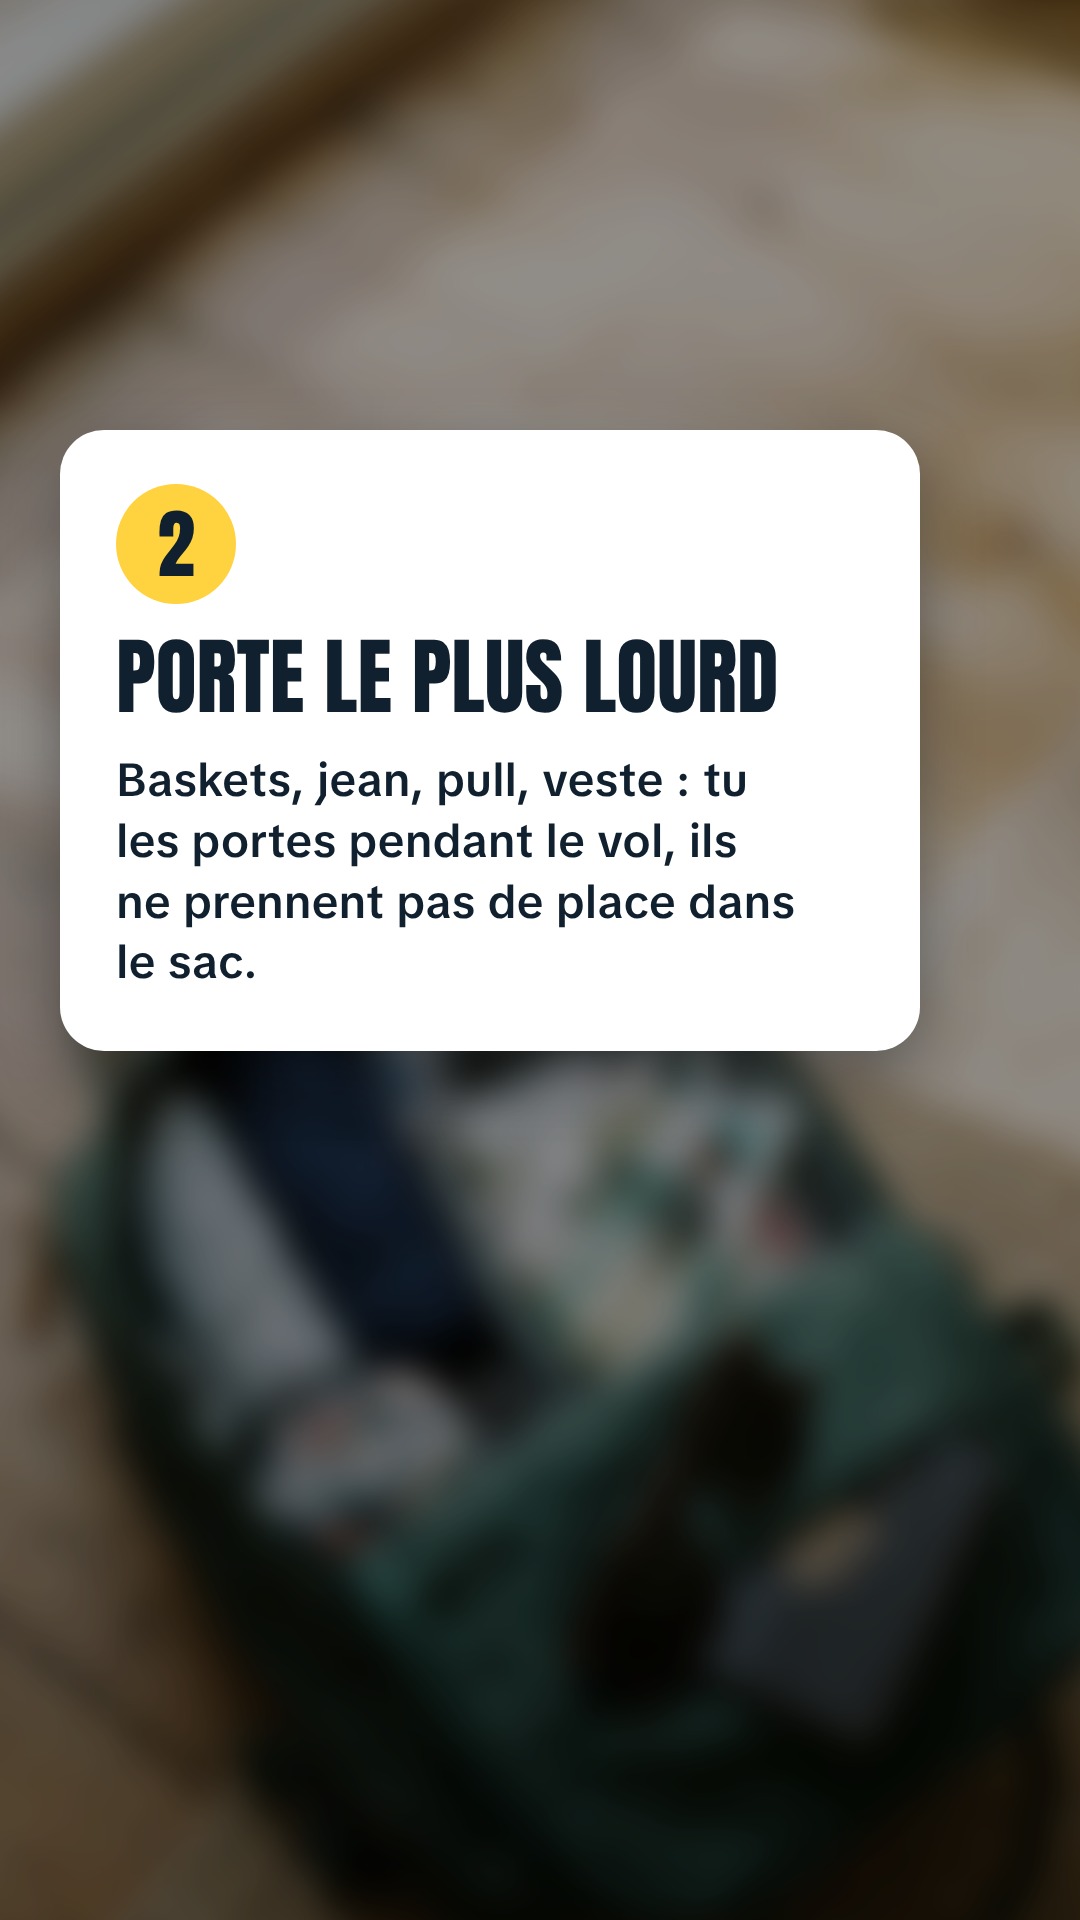 2
PORTE LE PLUS LOURD
Baskets, jean, pull, veste : tu
les portes pendant le vol, ils
ne prennent pas de place dans
le sac.